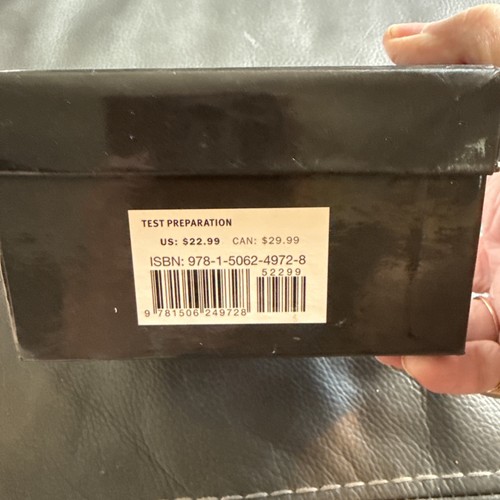 TEST PREPARATION
US: $22.99 CAN: $29.99
ISBN: 978-1-5062-4972-8
52299
9 781506 249728